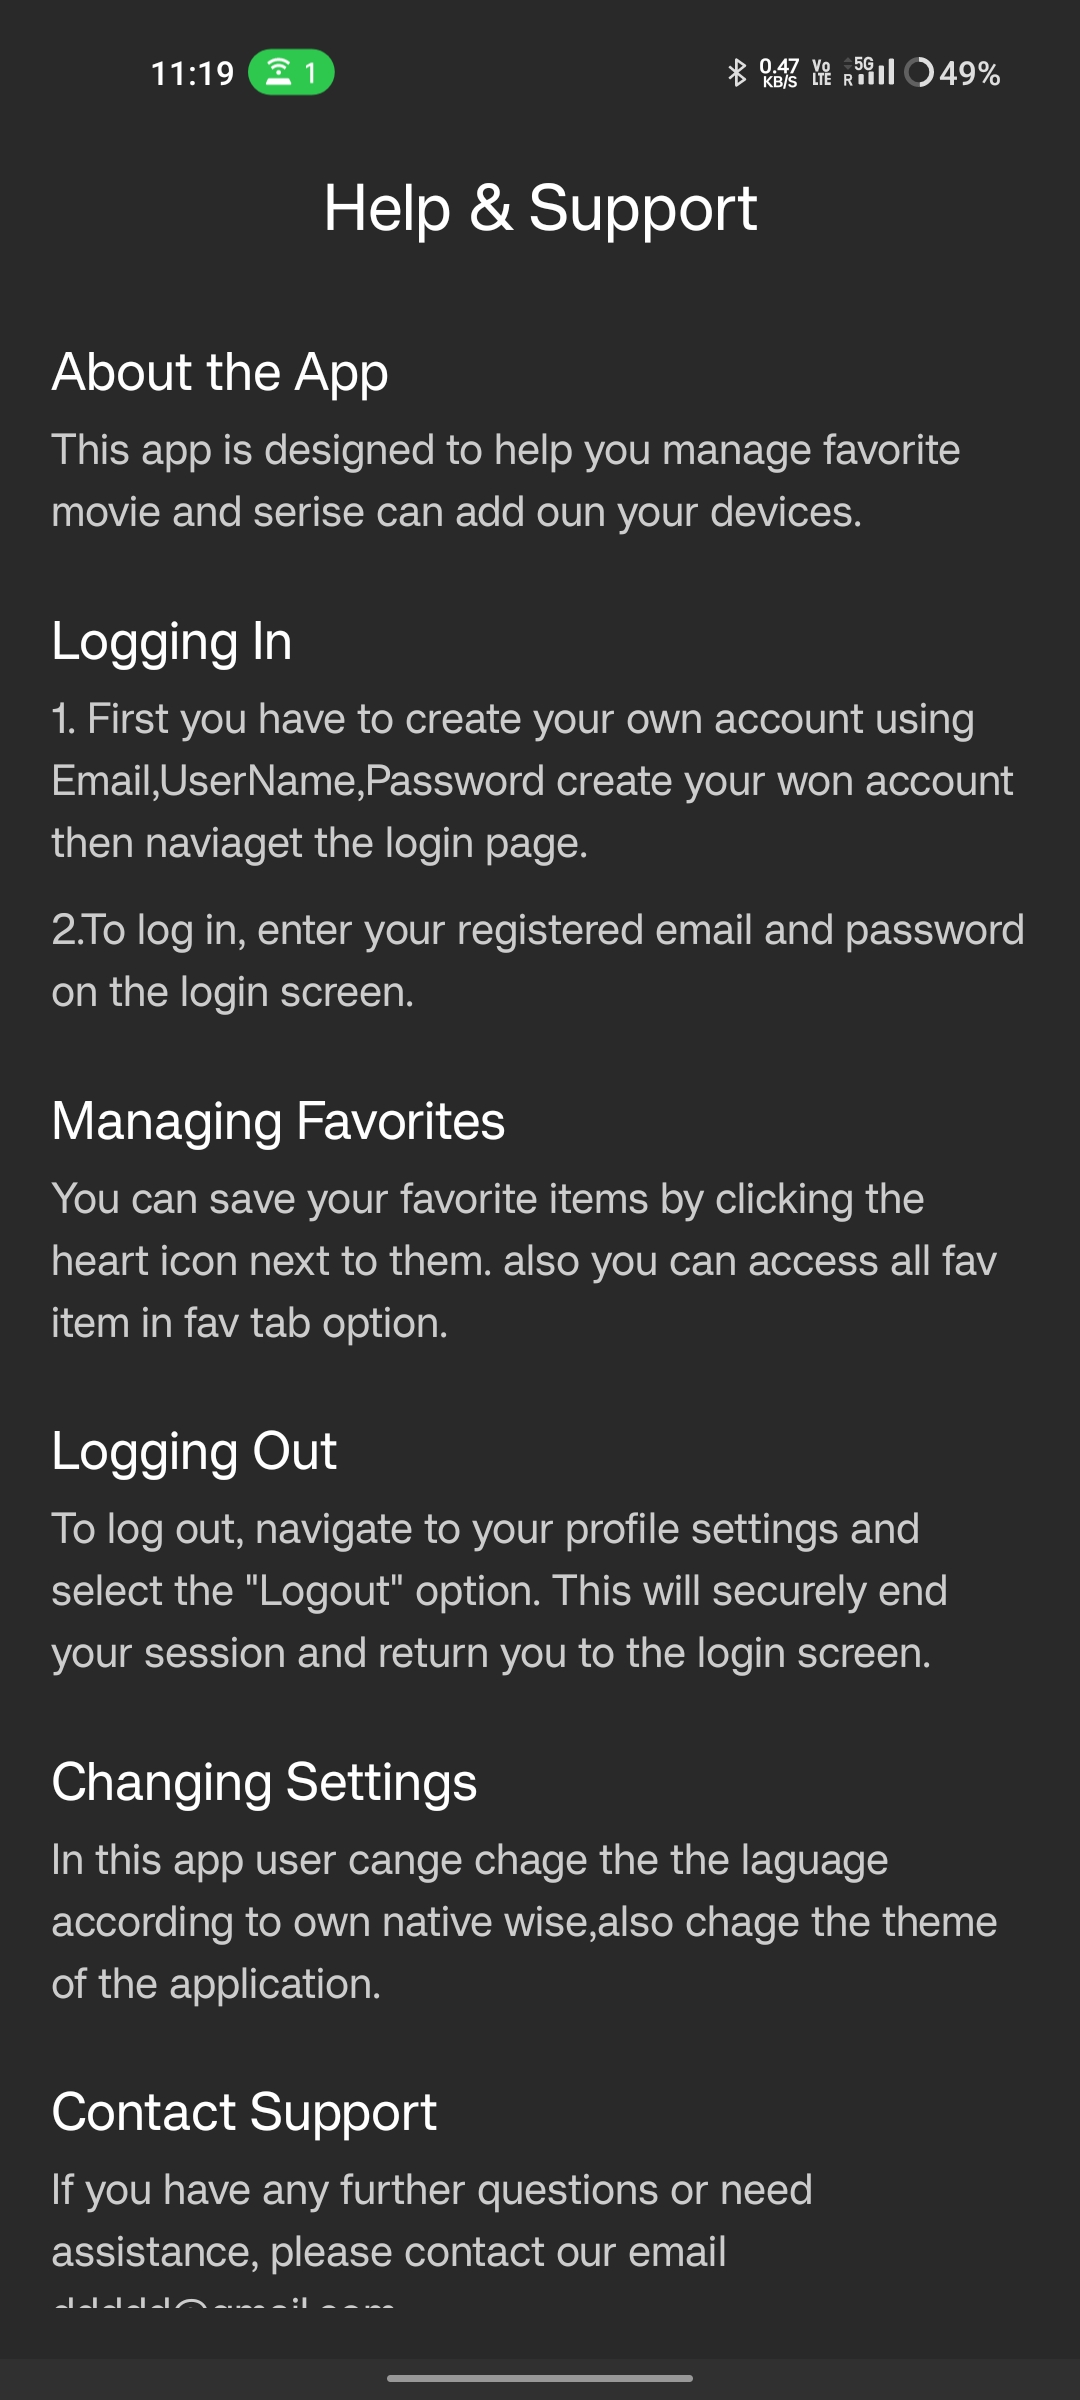 11:19 1 0.47 KB/S Vo LTE R 5G 49%
Help & Support
About the App
This app is designed to help you manage favorite
movie and serise can add oun your devices.
Logging In
1. First you have to create your own account using
Email,UserName,Password create your won account
then naviaget the login page.
2.To log in, enter your registered email and password
on the login screen.
Managing Favorites
You can save your favorite items by clicking the
heart icon next to them. also you can access all fav
item in fav tab option.
Logging Out
To log out, navigate to your profile settings and
select the "Logout" option. This will securely end
your session and return you to the login screen.
Changing Settings
In this app user cange chage the the laguage
according to own native wise,also chage the theme
of the application.
Contact Support
If you have any further questions or need
assistance, please contact our email